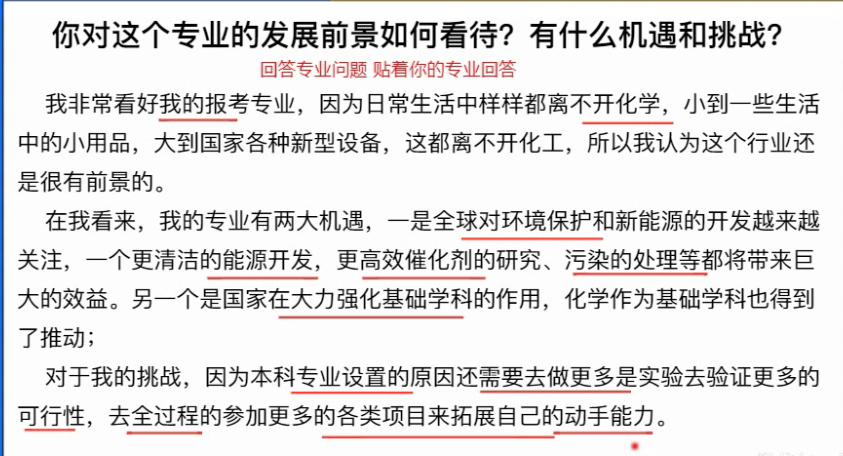 你对这个专业的发展前景如何看待？有什么机遇和挑战？
回答专业问题 贴着你的专业回答
我非常看好我的报考专业，因为日常生活中样样都离不开化学，小到一些生活
中的小用品，大到国家各种新型设备，这都离不开化工，所以我认为这个行业还
是很有前景的。
在我看来，我的专业有两大机遇，一是全球对环境保护和新能源的开发越来越
关注，一个更清洁的能源开发，更高效催化剂的研究、污染的处理等都将带来巨
大的效益。另一个是国家在大力强化基础学科的作用，化学作为基础学科也得到
了推动；
对于我的挑战，因为本科专业设置的原因还需要去做更多是实验去验证更多的
可行性，去全过程的参加更多的各类项目来拓展自己的动手能力。